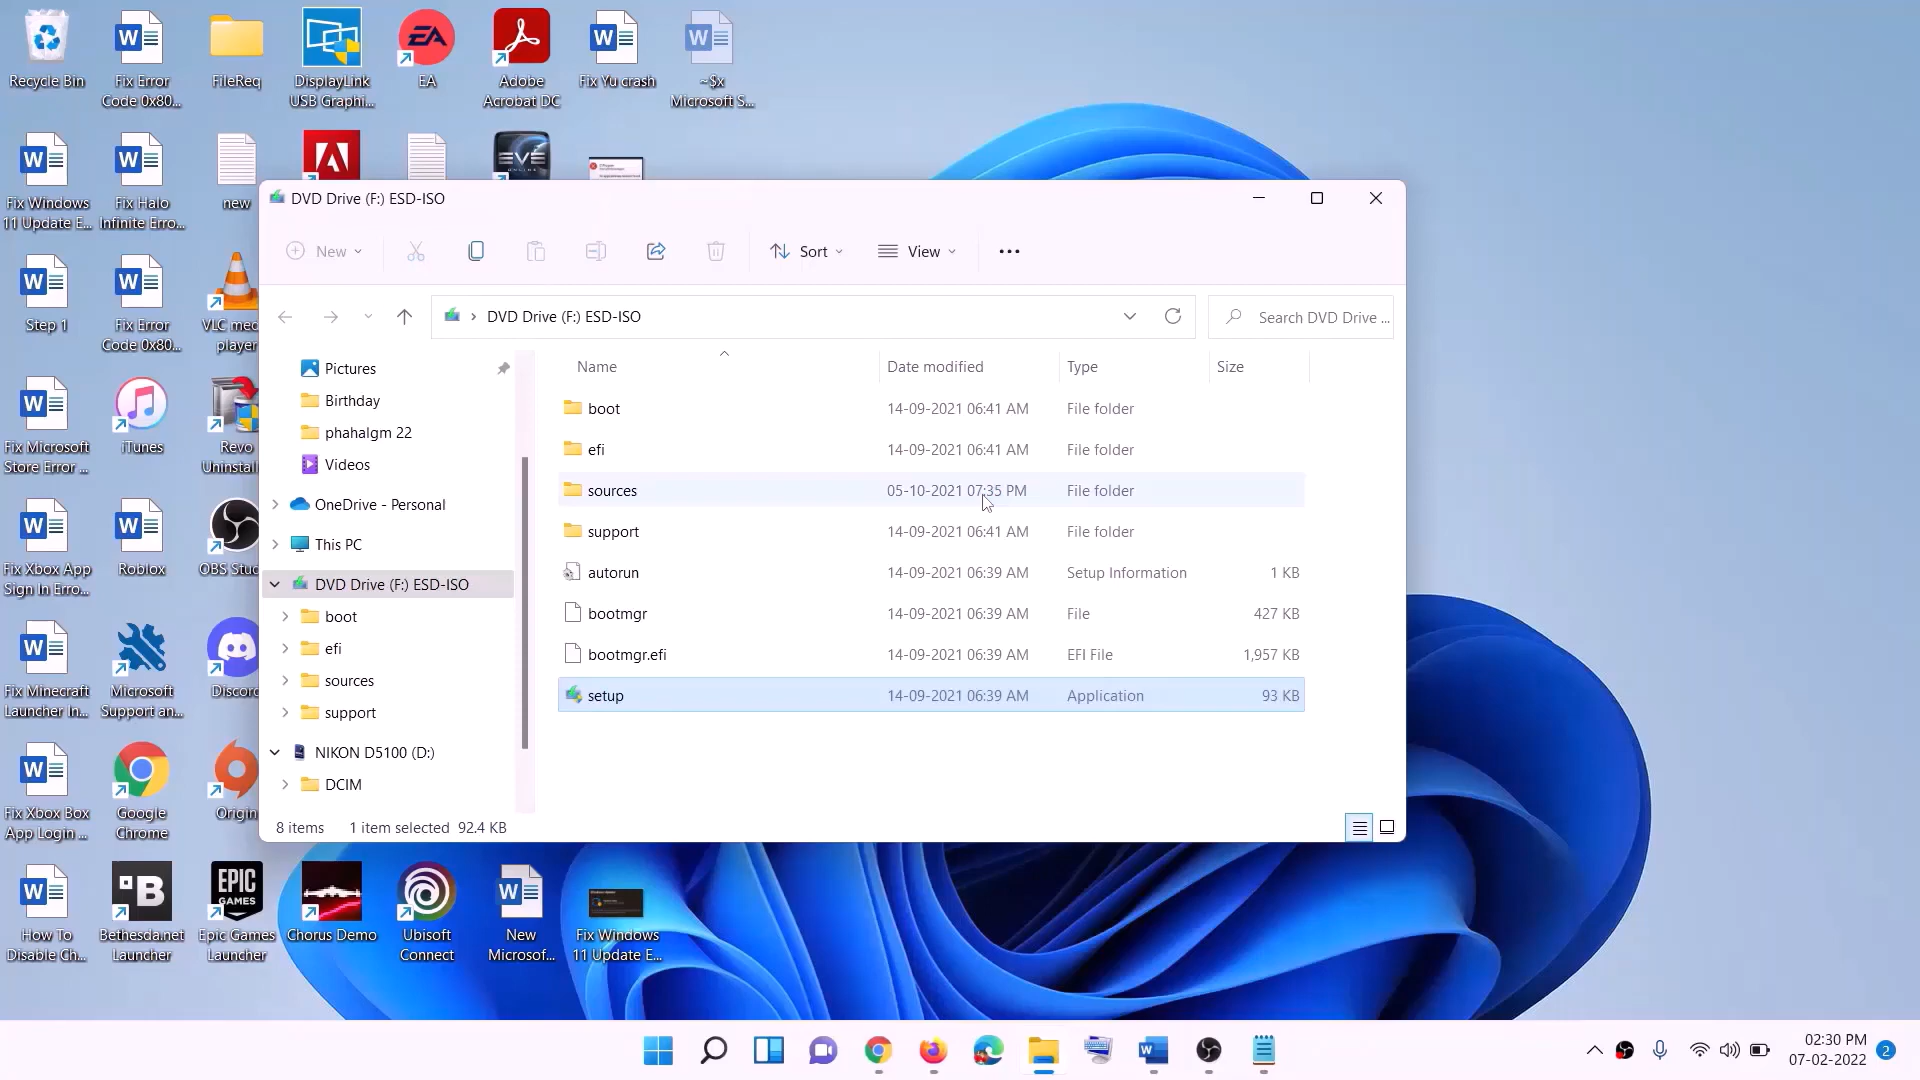 Recycle Bin
Fix Error
Code 0x80...
FileReq
DisplayLink
USB Graphi...
EA
Adobe
Acrobat DC
Fix Yu crash
~$x
Microsoft S...
Fix Windows
11 Update E...
Fix Halo
Infinite Erro...
new
EVE
ONLINE
Step 1
Fix Error
Code 0x80...
VLC med
player
Fix Microsoft
Store Error ...
iTunes
Revo
Uninstall
Fix Xbox App
Sign In Erro...
Roblox
OBS Stud
Fix Minecraft
Launcher In...
Microsoft
Support an...
Discord
Fix Xbox Box
App Login ...
Google
Chrome
Origin
How To
Disable Ch...
Bethesda.net
Launcher
EPIC
GAMES
Epic Games
Launcher
Chorus Demo
Ubisoft
Connect
New
Microsof...
Fix Windows
11 Update E...
DVD Drive (F:) ESD-ISO
New
Sort
View
DVD Drive (F:) ESD-ISO
Search DVD Drive ...
Pictures
Birthday
phahalgm 22
Videos
OneDrive - Personal
This PC
DVD Drive (F:) ESD-ISO
boot
efi
sources
support
NIKON D5100 (D:)
DCIM
Name Date modified Type Size
boot 14-09-2021 06:41 AM File folder
efi 14-09-2021 06:41 AM File folder
sources 05-10-2021 07:35 PM File folder
support 14-09-2021 06:41 AM File folder
autorun 14-09-2021 06:39 AM Setup Information 1 KB
bootmgr 14-09-2021 06:39 AM File 427 KB
bootmgr.efi 14-09-2021 06:39 AM EFI File 1,957 KB
setup 14-09-2021 06:39 AM Application 93 KB
8 items 1 item selected 92.4 KB
02:30 PM
07-02-2022
2